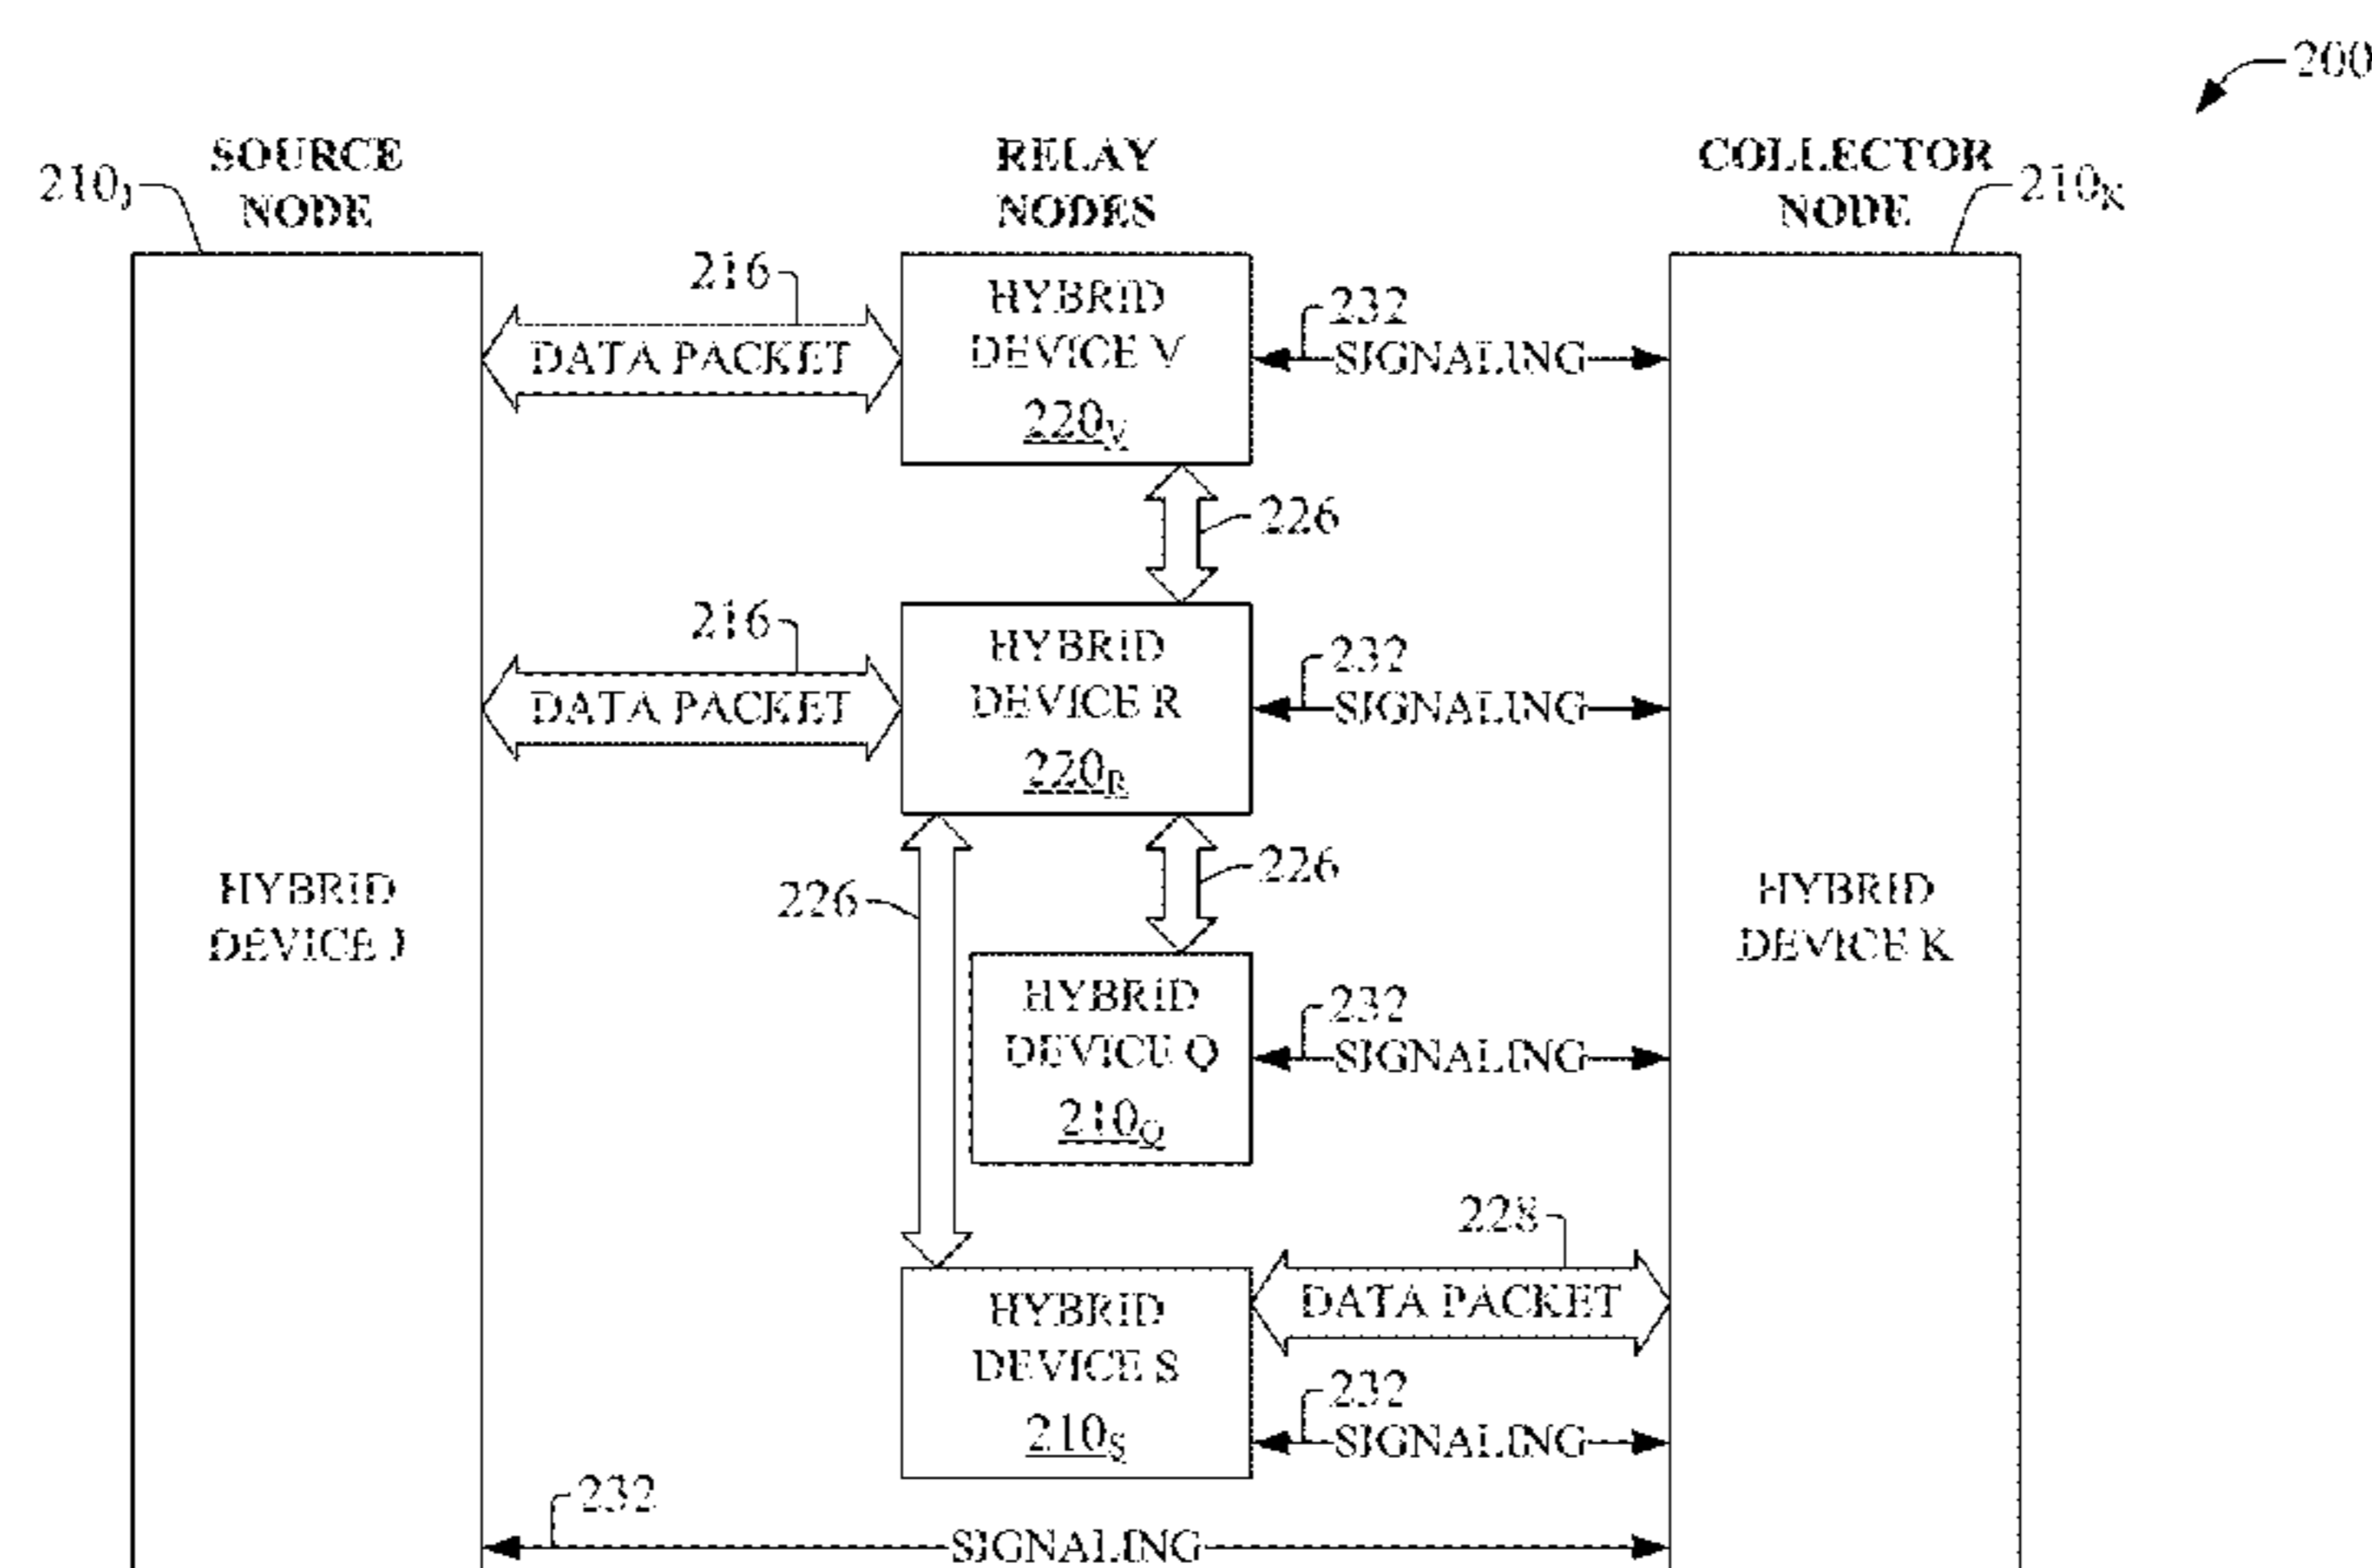 200
SOURCE
NODE
RELAY
NODES
COLLECTOR
NODE
210J
210K
216
DATA PACKET
HYBRID
DEVICE V
220V
232
SIGNALING
226
216
DATA PACKET
HYBRID
DEVICE R
220R
232
SIGNALING
226
226
HYBRID
DEVICE J
HYBRID
DEVICE K
HYBRID
DEVICE Q
210Q
232
SIGNALING
228
DATA PACKET
HYBRID
DEVICE S
210S
232
SIGNALING
232
SIGNALING